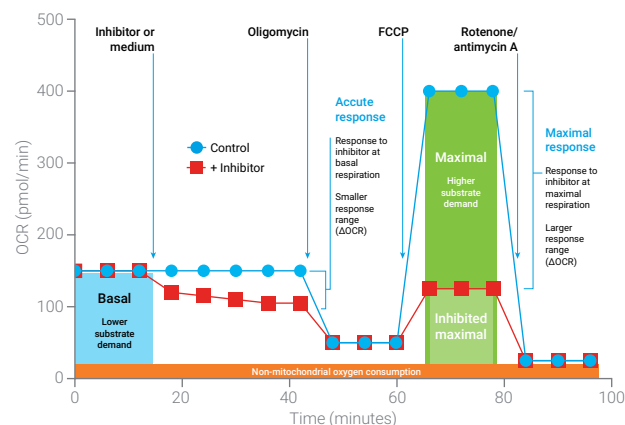 500
400
300
200
100
0
OCR (pmol/min)
Inhibitor or
medium
Oligomycin
FCCP
Rotenone/
antimycin A
Control
+ Inhibitor
Accute
response
Response to
inhibitor at
basal
respiration
Smaller
response
range
(ΔOCR)
Maximal
Higher
substrate
demand
Inhibited
maximal
Maximal
response
Response to
inhibitor at
maximal
respiration
Larger
response
range
(ΔOCR)
Basal
Lower
substrate
demand
Non-mitochondrial oxygen consumption
0
20
40
60
80
100
Time (minutes)